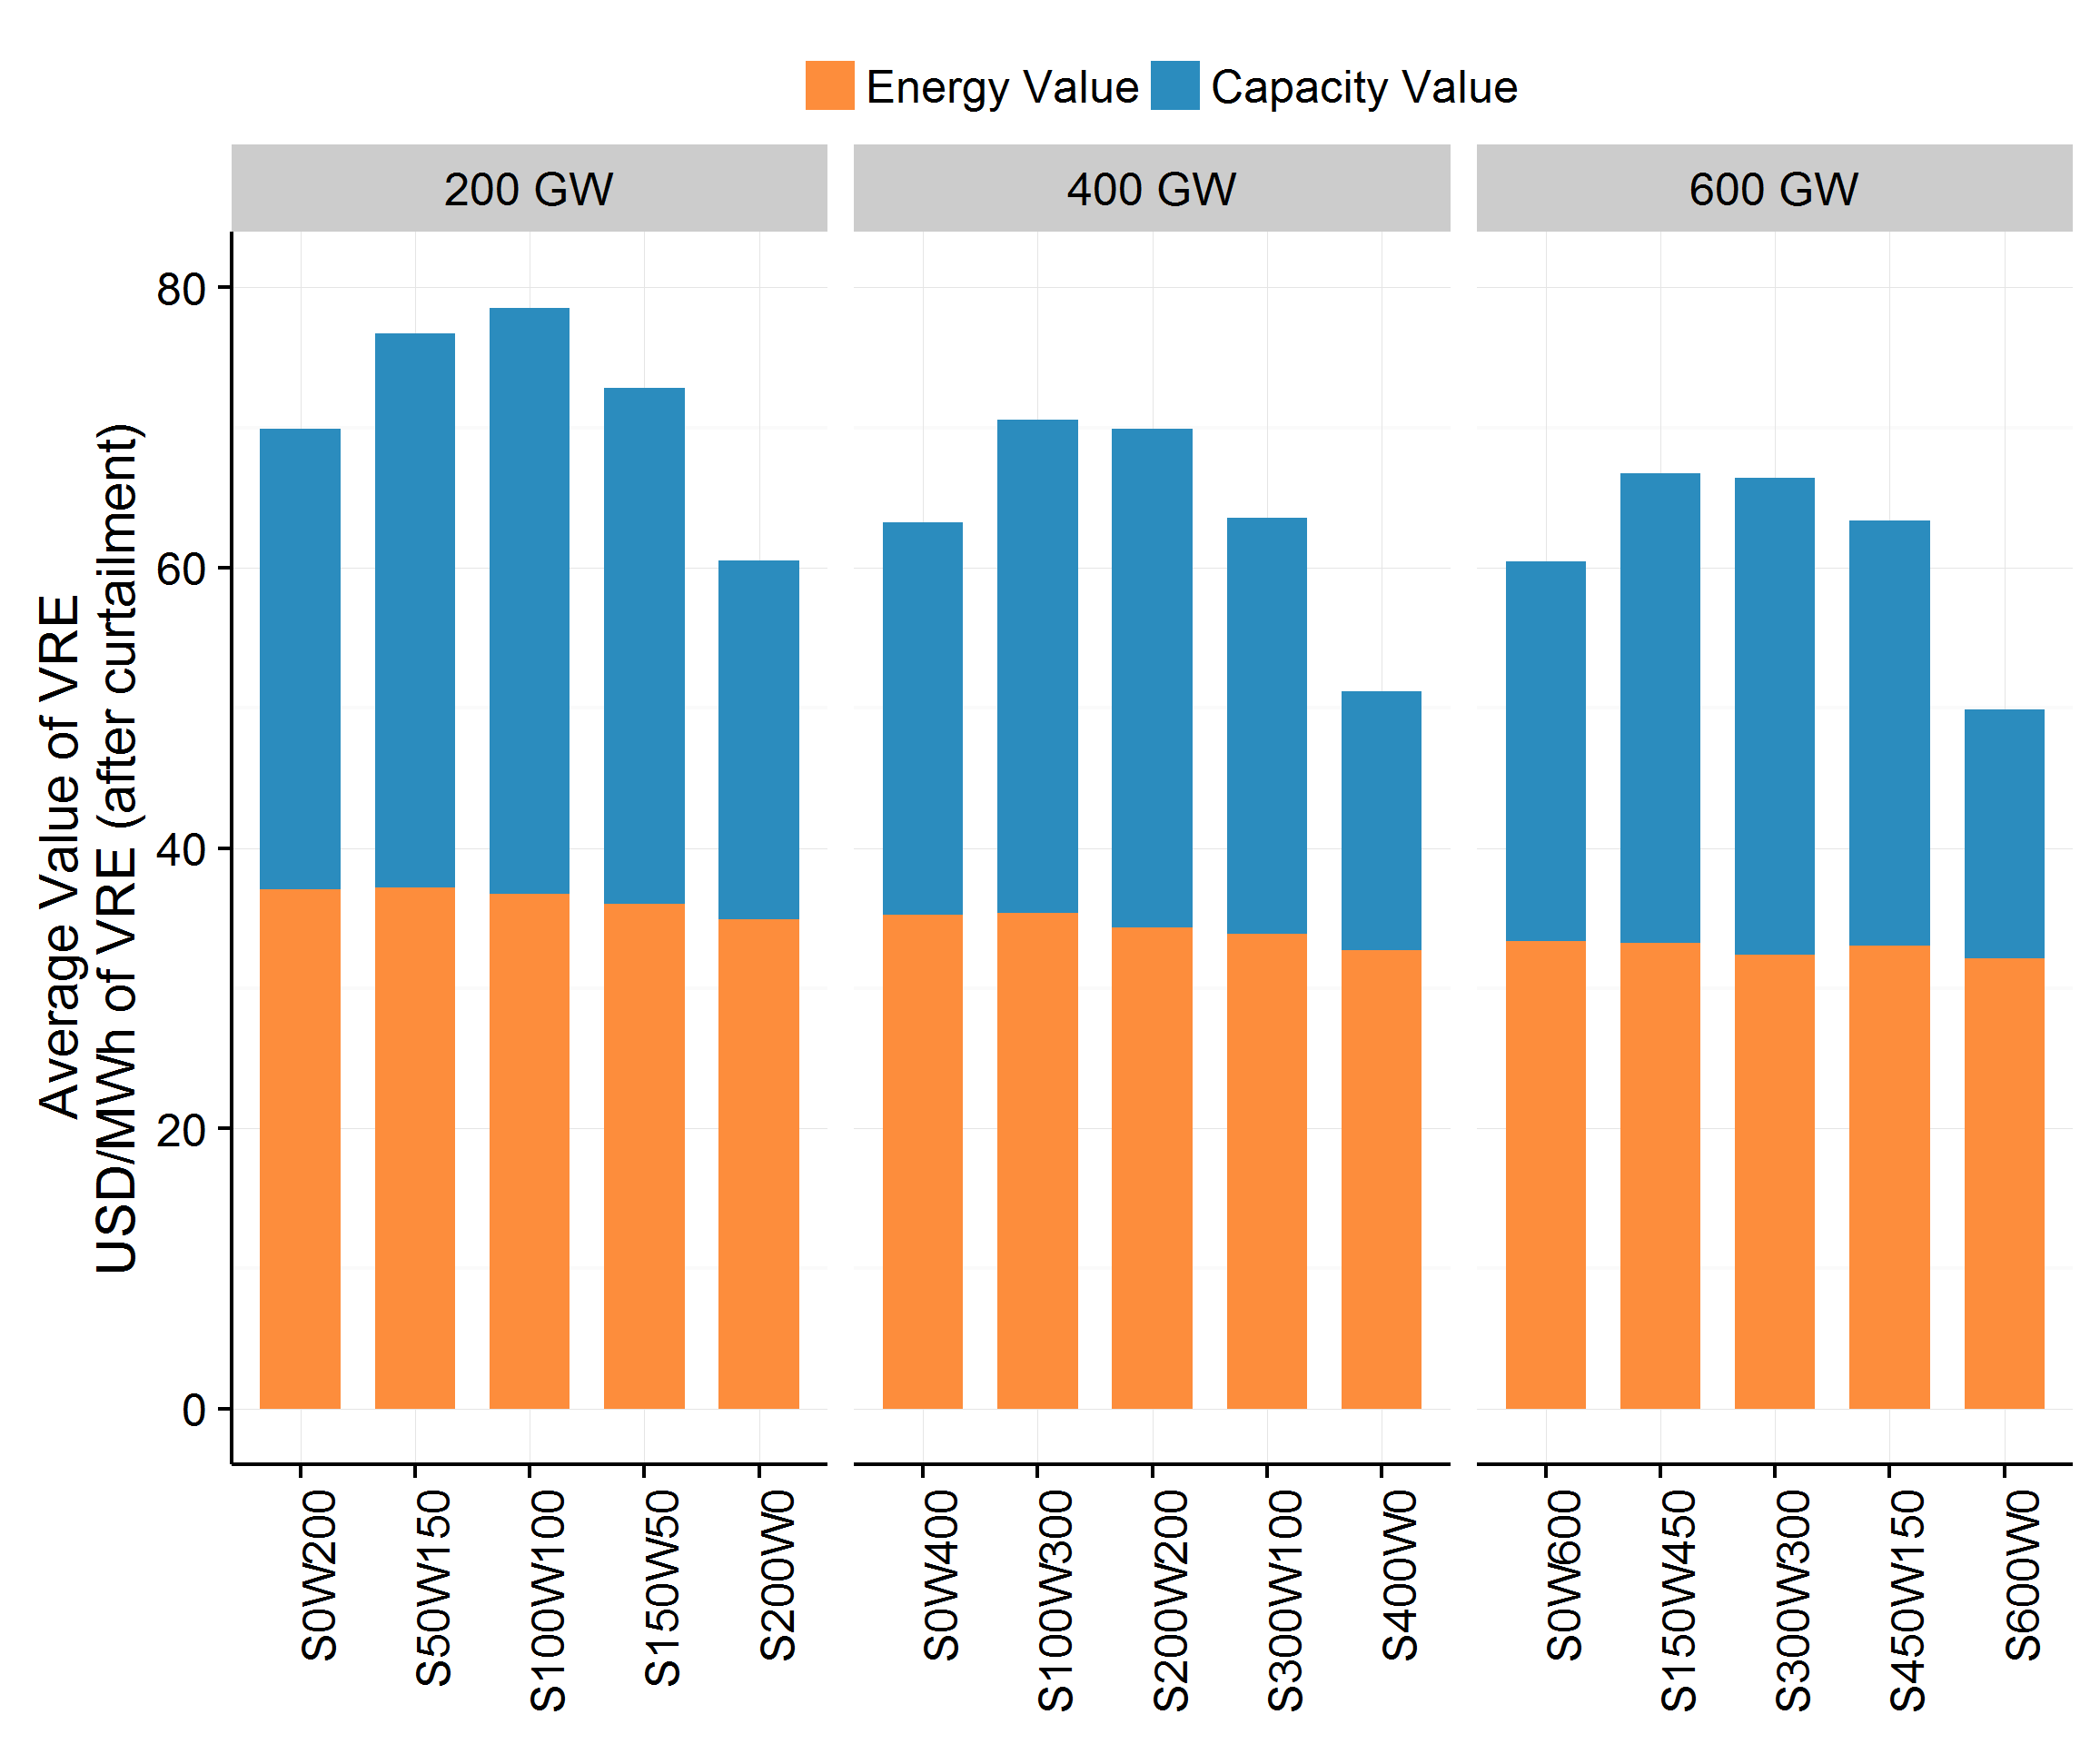 Energy Value
Capacity Value
200 GW
400 GW
600 GW
Average Value of VRE
USD/MWh of VRE (after curtailment)
80
60
40
20
0
S0W200
S50W150
S100W100
S150W50
S200W0
S0W400
S100W300
S200W200
S300W100
S400W0
S0W600
S150W450
S300W300
S450W150
S600W0